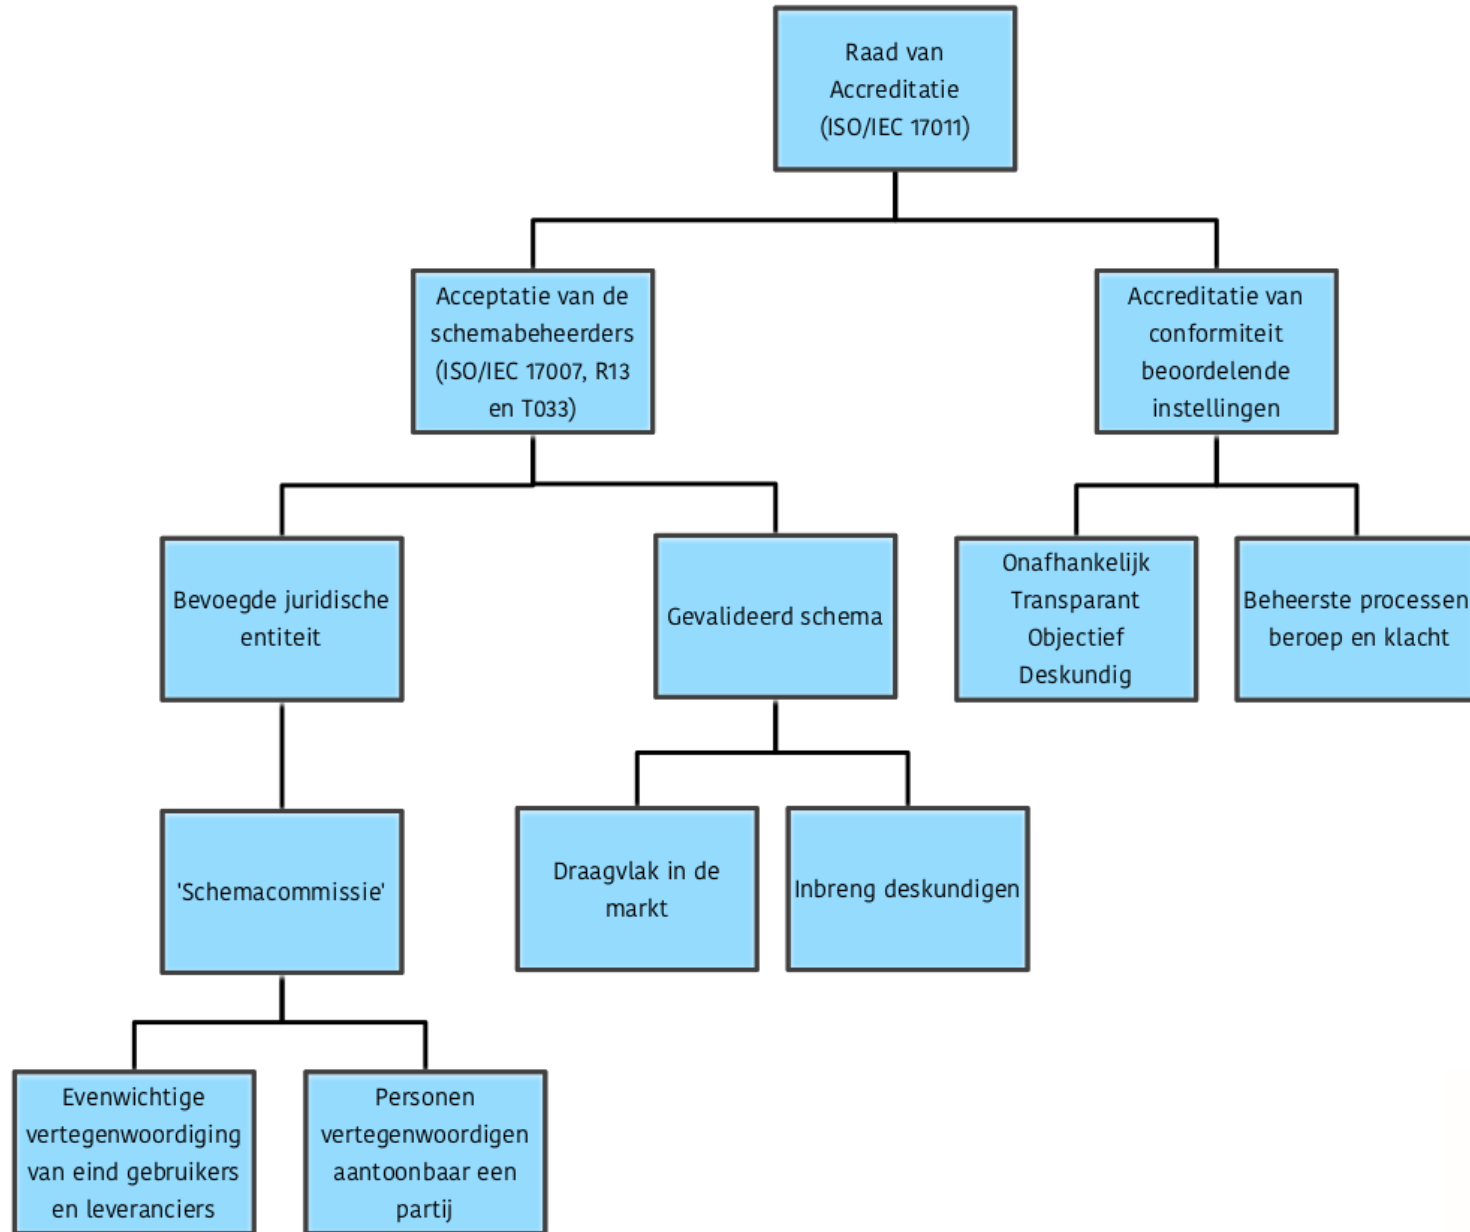 Raad van
Accreditatie
(ISO/IEC 17011)
Acceptatie van de
schemabeheerders
(ISO/IEC 17007, R13
en T033)
Accreditatie van
conformiteit
beoordelende
instellingen
Bevoegde juridische
entiteit
Gevalideerd schema
Onafhankelijk
Transparant
Objectief
Deskundig
Beheerste processen
beroep en klacht
'Schemacommissie'
Draagvlak in de
markt
Inbreng deskundigen
Evenwichtige
vertegenwoordiging
van eind gebruikers
en leveranciers
Personen
vertegenwoordigen
aantoonbaar een
partij